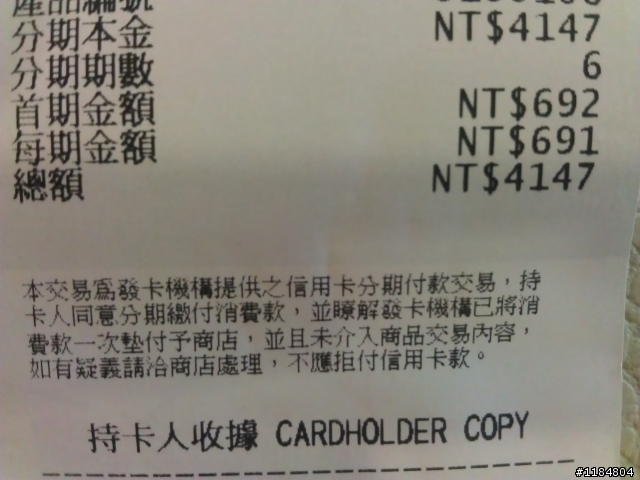 產品編號
分期本金 NT$4147
分期期數 6
首期金額 NT$692
每期金額 NT$691
總額 NT$4147
本交易為發卡機構提供之信用卡分期付款交易，持
卡人同意分期繳付消費款，並瞭解發卡機構已將消
費款一次墊付予商店，並且未介入商品交易內容，
如有疑義請洽商店處理，不應拒付信用卡款。
持卡人收據 CARDHOLDER COPY
#1184804